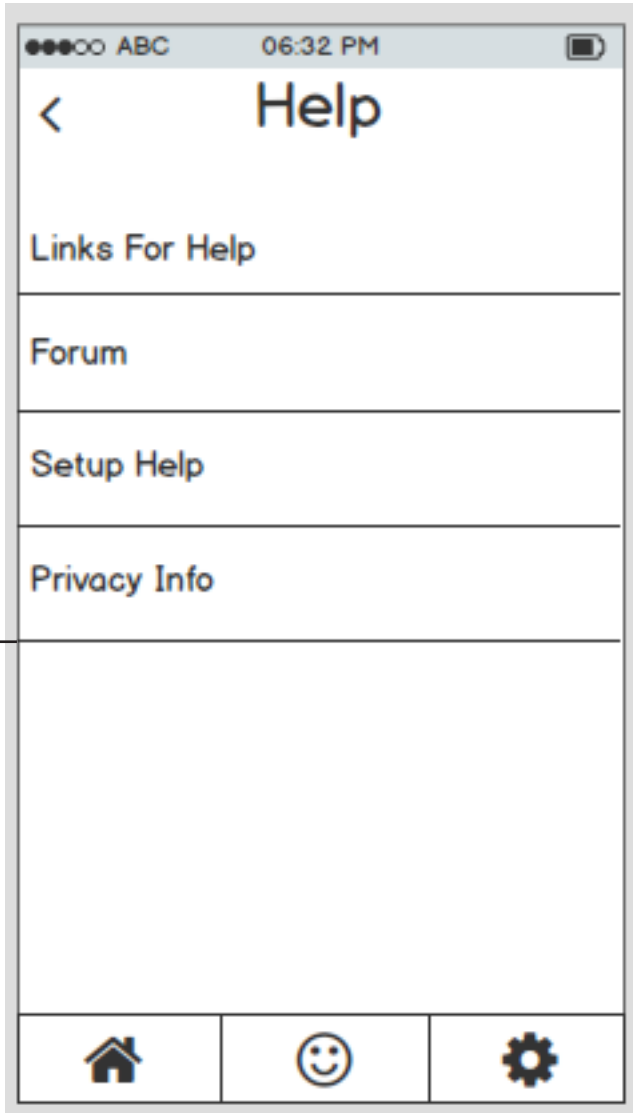 ABC 06:32 PM
Help
Links For Help
Forum
Setup Help
Privacy Info